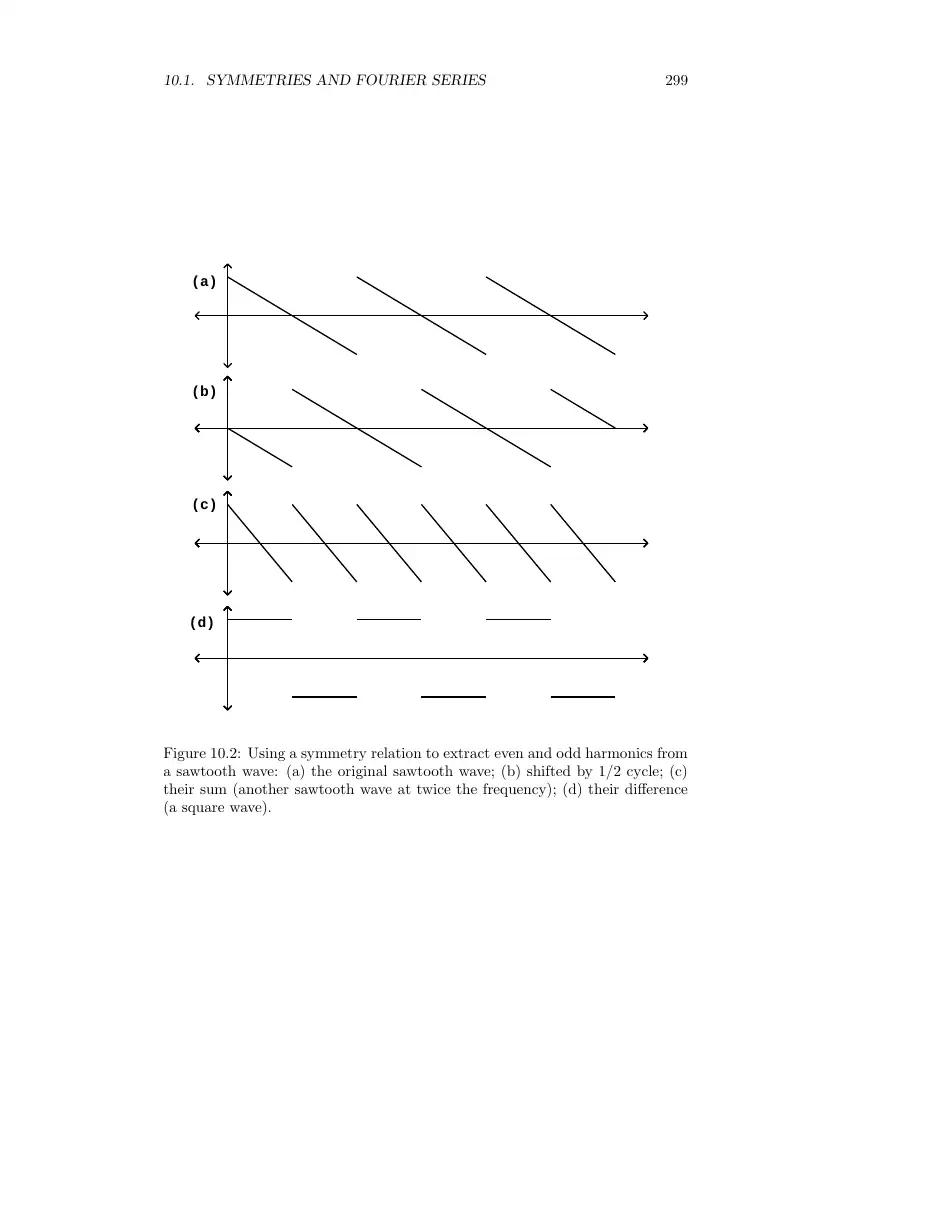 10.1. SYMMETRIES AND FOURIER SERIES 299
(a)
(b)
(c)
(d)
Figure 10.2: Using a symmetry relation to extract even and odd harmonics from
a sawtooth wave: (a) the original sawtooth wave; (b) shifted by 1/2 cycle; (c)
their sum (another sawtooth wave at twice the frequency); (d) their difference
(a square wave).